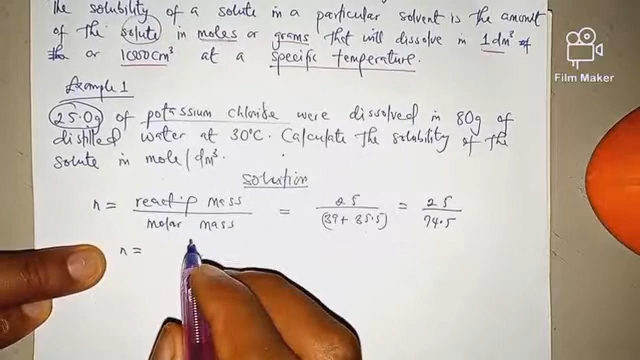 the solubility of a solute in a particular solvent is the amount
of the solute in moles or grams that will dissolve in 1dm³ of
or 1000cm³ at a specific temperature.
Example 1
25.0g of potassium chloride were dissolved in 80g of
distilled water at 30°C. Calculate the solubility of the
solute in mole/dm³.
Solution
n = reacting mass / molar mass = 25 / (39 + 35.5) = 25 / 74.5
n =
Film Maker